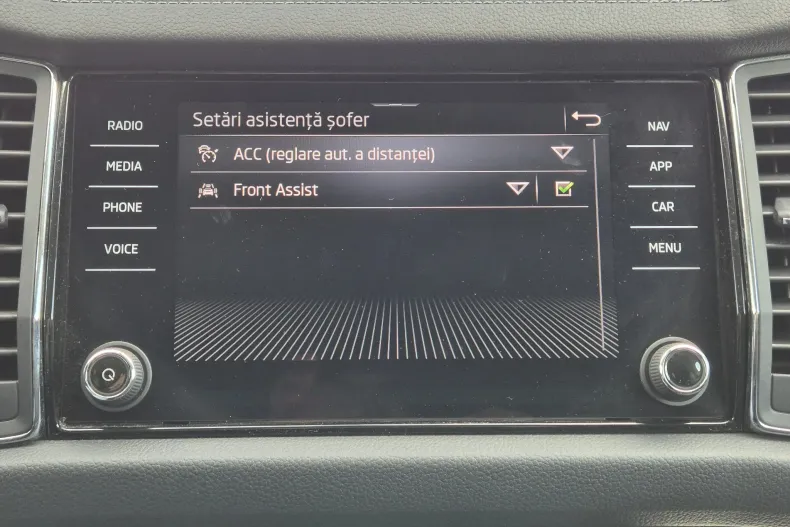 Setări asistență șofer
ACC (reglare aut. a distanței)
Front Assist
RADIO
MEDIA
PHONE
VOICE
NAV
APP
CAR
MENU